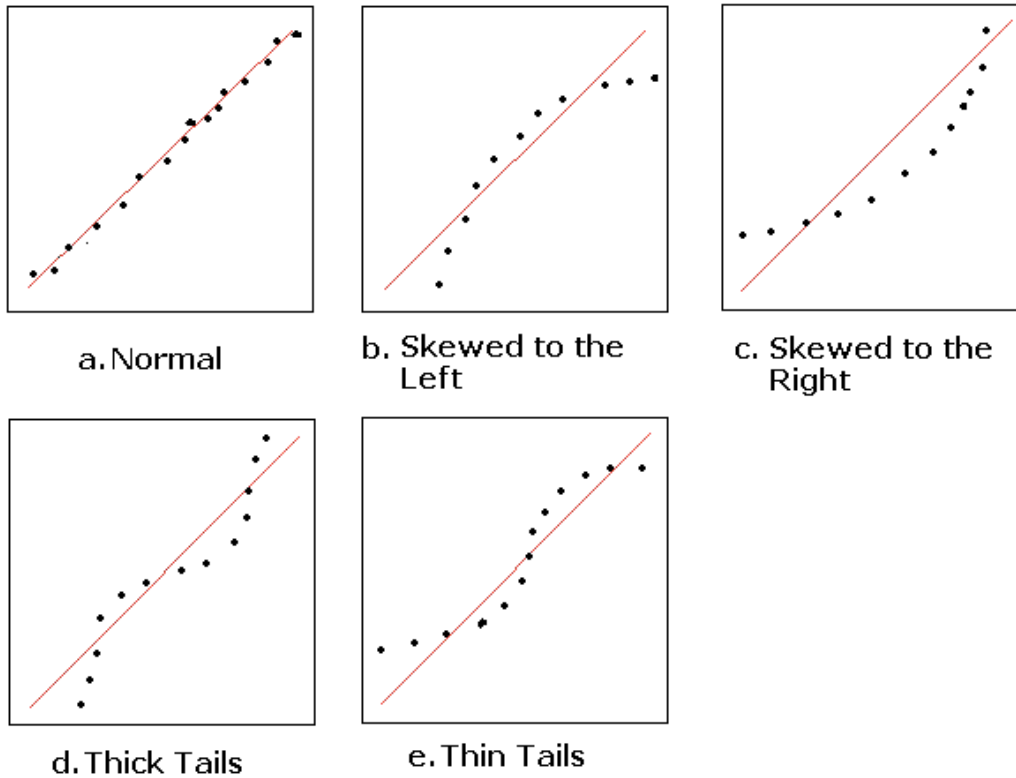 a. Normal
b. Skewed to the
Left
c. Skewed to the
Right
d. Thick Tails
e. Thin Tails